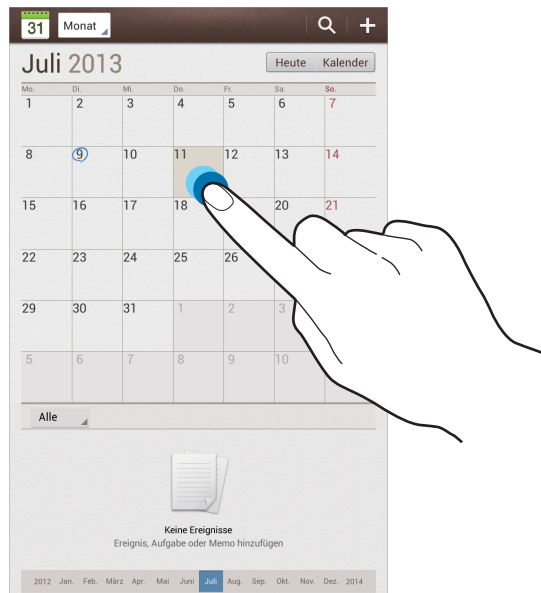 31 Monat
Juli 2013 Heute Kalender
Mo. Di. Mi. Do. Fr. Sa. So.
1 2 3 4 5 6 7
8 9 10 11 12 13 14
15 16 17 18 20 21
22 23 24 25 26
29 30 31 1 2 3
5 6 7 8 9 10
Alle
Keine Ereignisse
Ereignis, Aufgabe oder Memo hinzufügen
2012 Jan. Feb. März Apr. Mai Juni Juli Aug. Sep. Okt. Nov. Dez. 2014